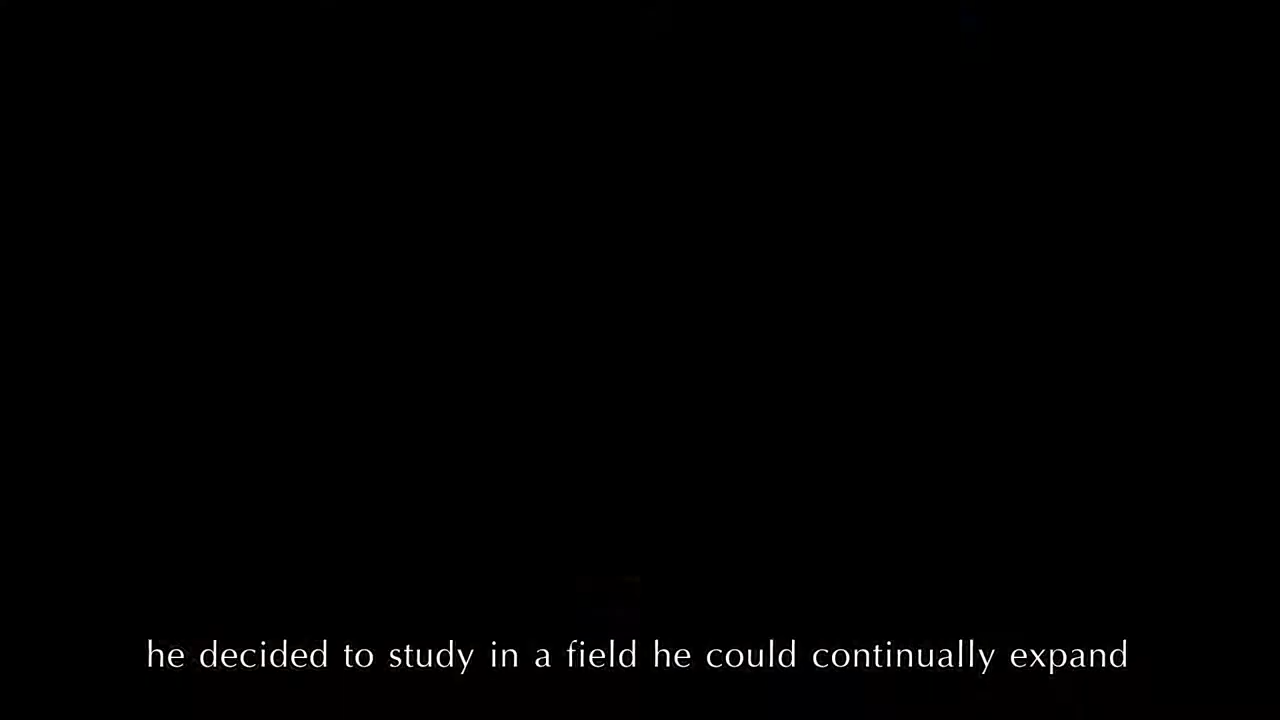 he decided to study in a field he could continually expand